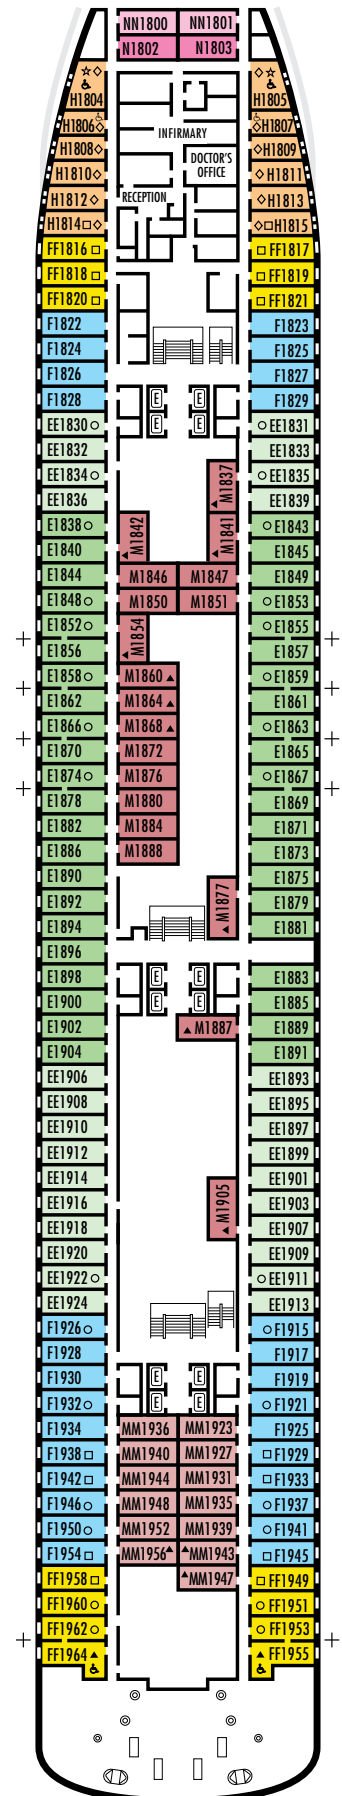 NN1800 NN1801
N1802 N1803
H1804 H1805
H1806 H1807
INFIRMARY
H1808 H1809
DOCTOR'S
OFFICE
H1810 H1811
RECEPTION
H1812 H1813
H1814 H1815
FF1816 FF1817
FF1818 FF1819
FF1820 FF1821
F1822 F1823
F1824 F1825
F1826 F1827
F1828 E E F1829
EE1830 E E EE1831
EE1832 EE1833
EE1834 M1837 EE1835
EE1836 EE1839
E1838 M1842 M1841 E1843
E1840 E1845
E1844 M1846 M1847 E1849
E1848 M1850 M1851 E1853
E1852 M1854 E1855
E1856 E1857
E1858 M1860 E1859
E1862 M1864 E1861
E1866 M1868 E1863
E1870 M1872 E1865
E1874 M1876 E1867
E1878 M1880 E1869
E1882 M1884 E1871
E1886 M1888 E1873
E1890 M1877 E1875
E1892 E1879
E1894 E1881
E1896
E1898 E E E1883
E1900 E E E1885
E1902 M1887 E1889
E1904 E1891
EE1906 EE1893
EE1908 EE1895
EE1910 EE1897
EE1912 EE1899
EE1914 M1905 EE1901
EE1916 EE1903
EE1918 EE1907
EE1920 EE1909
EE1922 EE1911
EE1924 EE1913
F1926 F1915
F1928 F1917
F1930 E E F1919
F1932 E E F1921
F1934 MM1936 MM1923 F1925
F1938 MM1940 MM1927 F1929
F1942 MM1944 MM1931 F1933
F1946 MM1948 MM1935 F1937
F1950 MM1952 MM1939 F1941
F1954 MM1956 MM1943 F1945
FF1958 MM1947 FF1949
FF1960 FF1951
FF1962 FF1953
FF1964 FF1955